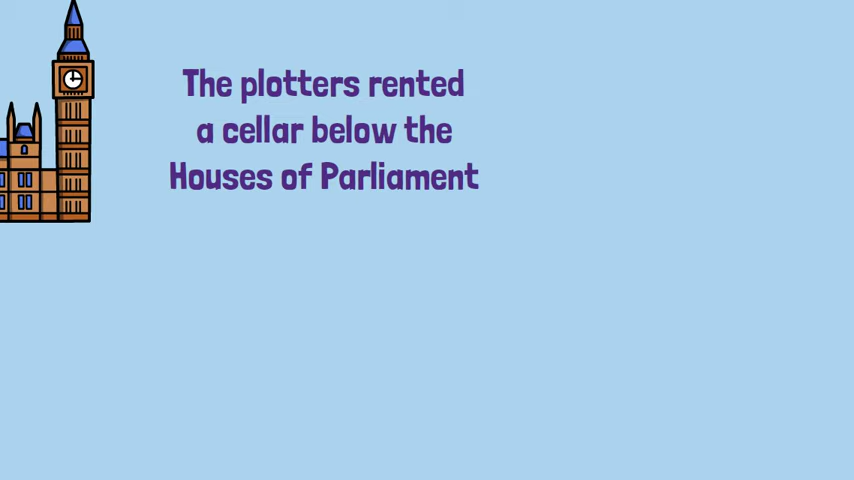 The plotters rented
a cellar below the
Houses of Parliament